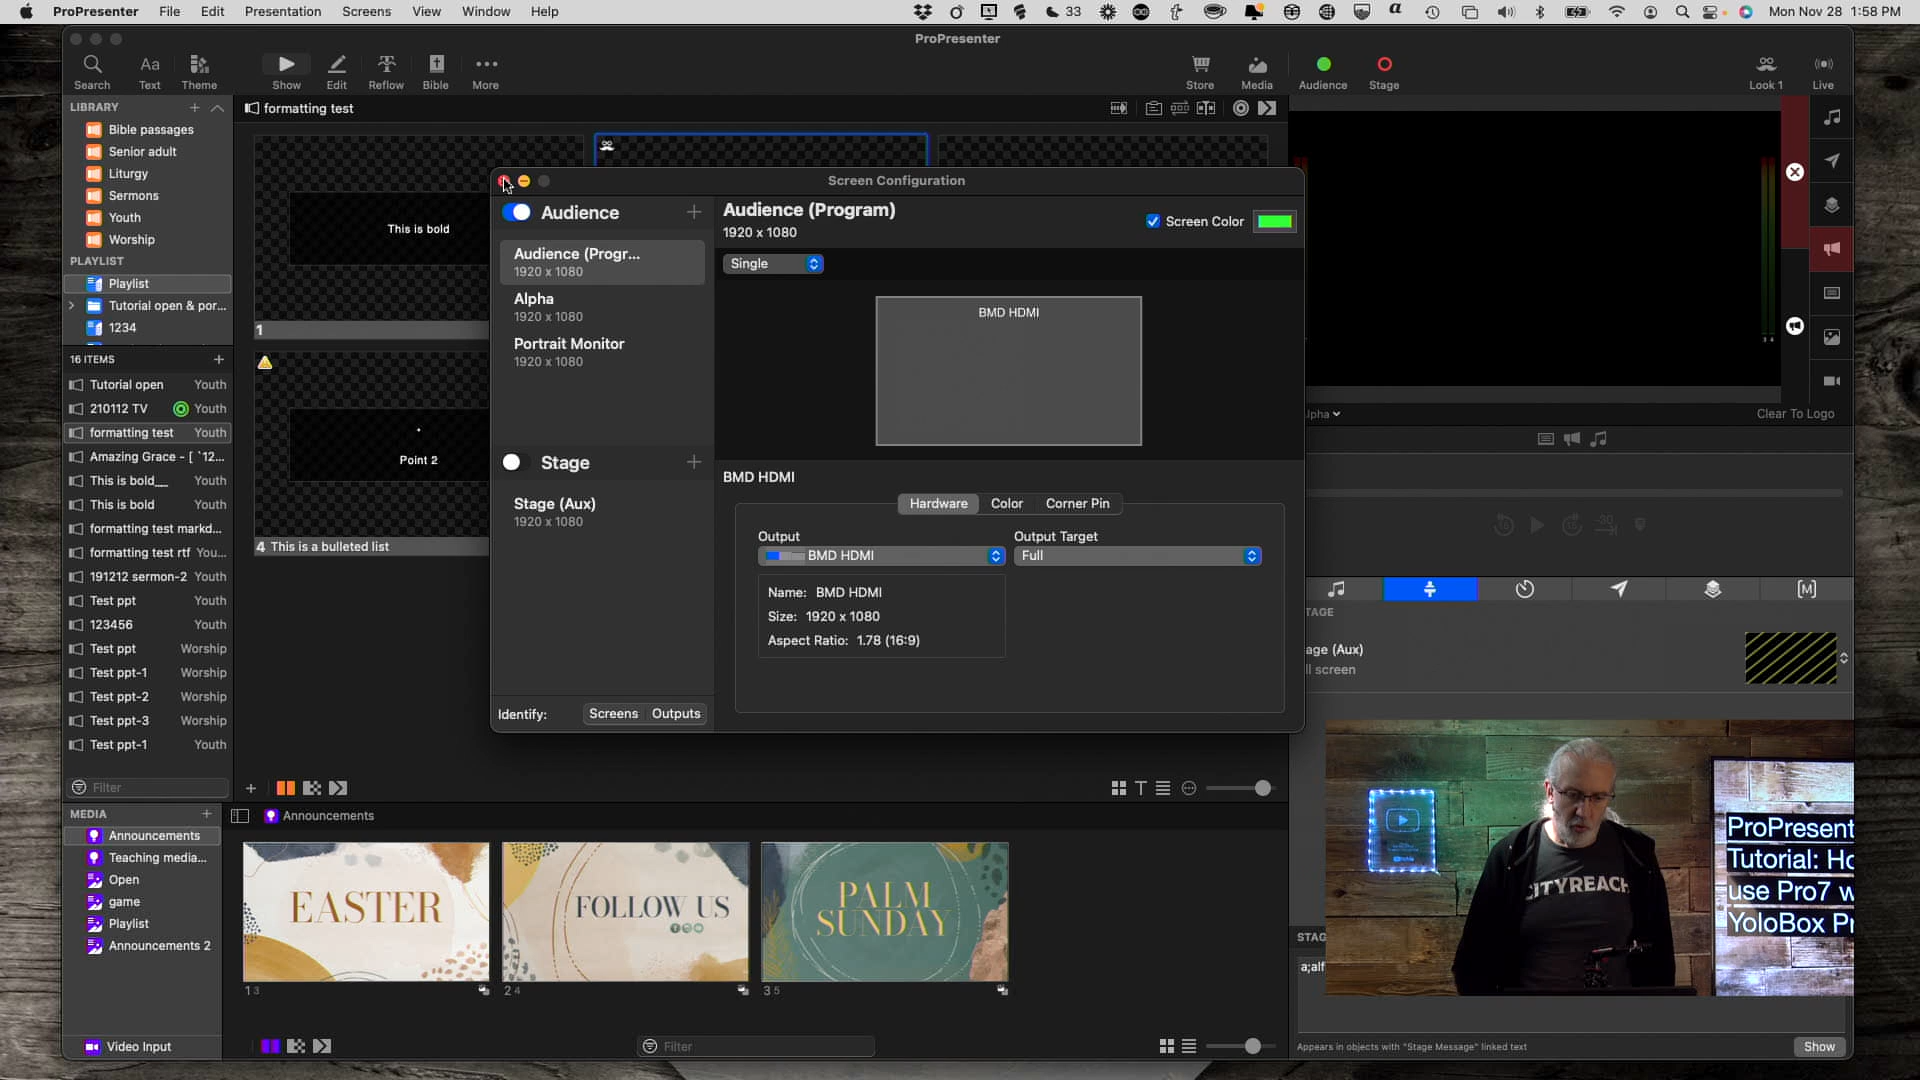 ProPresenter File Edit Presentation Screens View Window Help 33 Mon Nov 28 1:58 PM
ProPresenter
Search Text Theme Show Edit Reflow Bible More Store Media Audience Stage Look 1 Live
LIBRARY
Bible passages
Senior adult
Liturgy
Sermons
Youth
Worship
PLAYLIST
Playlist
Tutorial open & por...
1234
16 ITEMS
Tutorial open Youth
210112 TV Youth
formatting test Youth
Amazing Grace - [ `12...
This is bold__ Youth
This is bold Youth
formatting test markd...
formatting test rtf You...
191212 sermon-2 Youth
Test ppt Youth
123456 Youth
Test ppt Worship
Test ppt-1 Worship
Test ppt-2 Worship
Test ppt-3 Worship
Test ppt-1 Youth
Filter
MEDIA
Announcements
Teaching media...
Open
game
Playlist
Announcements 2
Video Input
formatting test
This is bold
1
Point 2
4 This is a bulleted list
Screen Configuration
Audience
Audience (Progr...
1920 x 1080
Alpha
1920 x 1080
Portrait Monitor
1920 x 1080
Stage
Stage (Aux)
1920 x 1080
Identify: Screens Outputs
Audience (Program)
1920 x 1080
Screen Color
Single
BMD HDMI
BMD HDMI
Hardware Color Corner Pin
Output
BMD HDMI
Output Target
Full
Name: BMD HDMI
Size: 1920 x 1080
Aspect Ratio: 1.78 (16:9)
Announcements
EASTER
1 3
FOLLOW US
2 4
PALM
SUNDAY
3 5
Filter
3 4
lpha
Clear To Logo
-30
[M]
TAGE
age (Aux)
ll screen
STAG
a;alf
CITYREACH
ProPresent
Tutorial: Ho
use Pro7 w
YoloBox Pr
Appears in objects with "Stage Message" linked text
Show